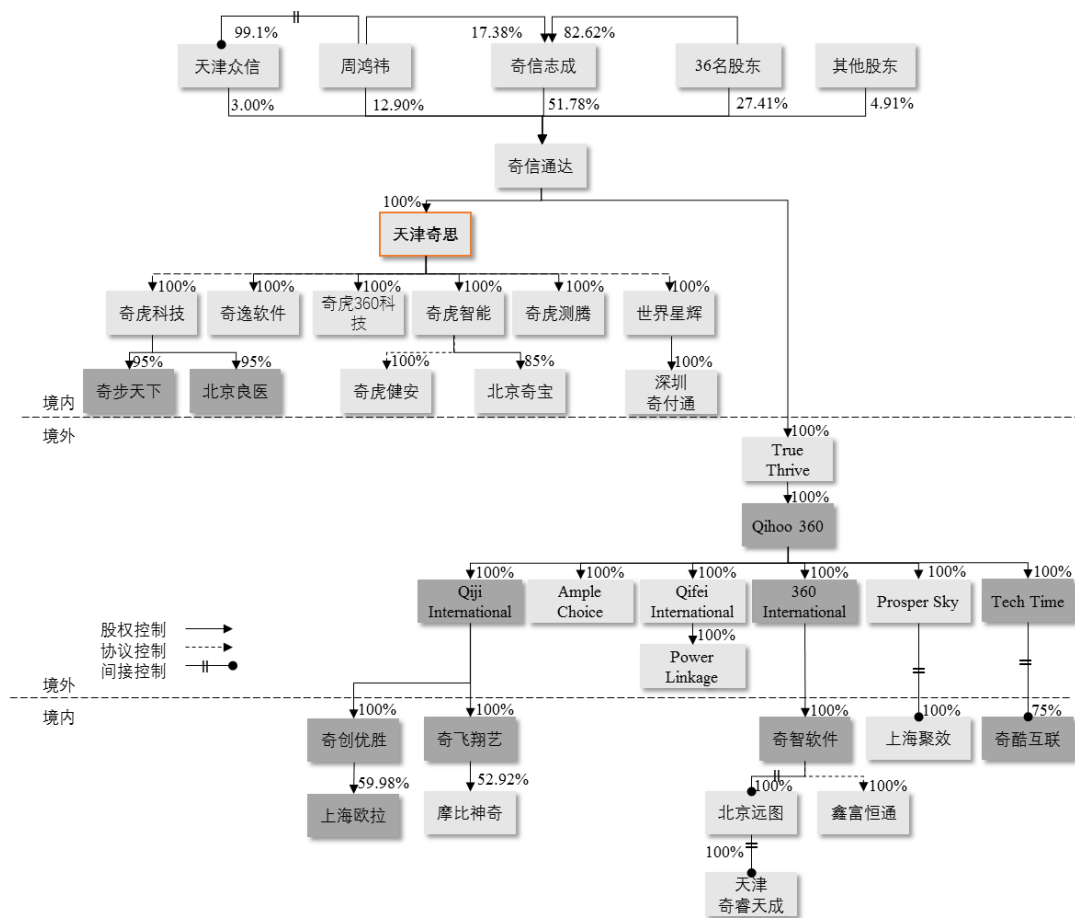 99.1%
17.38%
82.62%
天津众信
周鸿祎
奇信志成
36名股东
其他股东
3.00%
12.90%
51.78%
27.41%
4.91%
奇信通达
100%
天津奇思
100%
100%
100%
100%
100%
100%
奇虎科技
奇逸软件
奇虎360科
技
奇虎智能
奇虎测腾
世界星辉
95%
95%
100%
85%
100%
奇步天下
北京良医
奇虎健安
北京奇宝
深圳
奇付通
境内
境外
100%
True
Thrive
100%
Qihoo 360
100%
100%
100%
100%
100%
100%
Qiji
International
Ample
Choice
Qifei
International
360
International
Prosper Sky
Tech Time
股权控制
协议控制
间接控制
100%
Power
Linkage
境外
境内
100%
100%
100%
100%
75%
奇创优胜
奇飞翔艺
奇智软件
上海聚效
奇酷互联
59.98%
52.92%
100%
100%
上海欧拉
摩比神奇
北京远图
鑫富恒通
100%
天津
奇睿天成